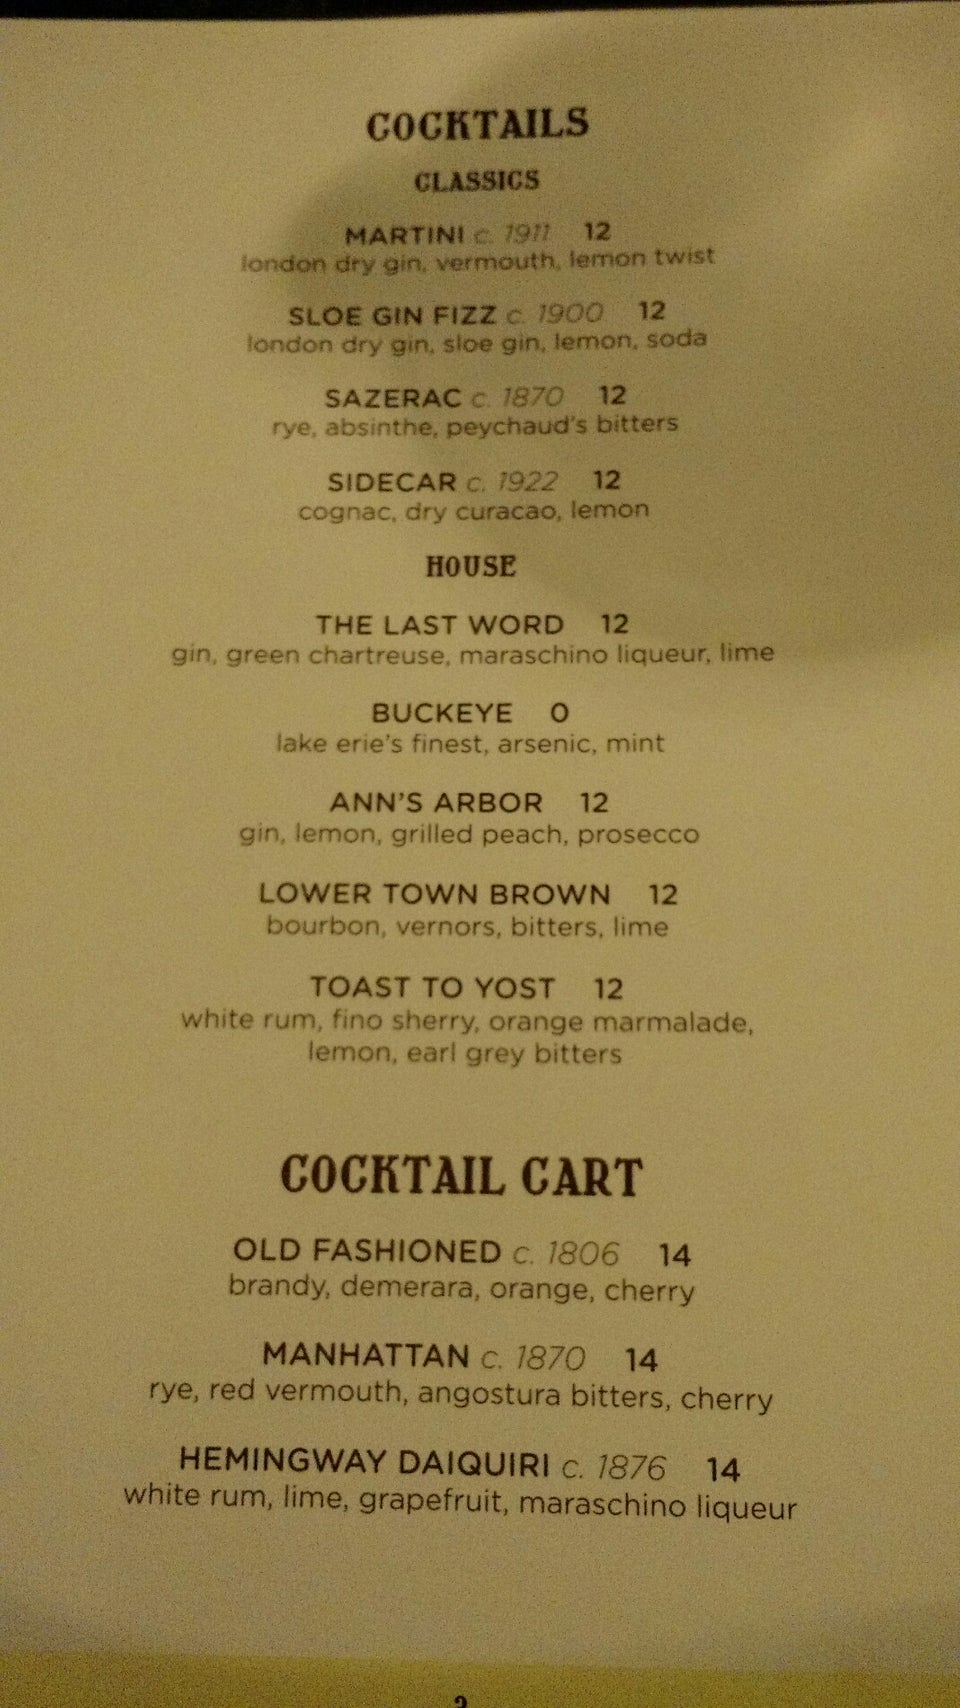 COCKTAILS
CLASSICS
MARTINI c. 1911 12
london dry gin, vermouth, lemon twist
SLOE GIN FIZZ c. 1900 12
london dry gin, sloe gin, lemon, soda
SAZERAC c. 1870 12
rye, absinthe, peychaud's bitters
SIDECAR c. 1922 12
cognac, dry curacao, lemon
HOUSE
THE LAST WORD 12
gin, green chartreuse, maraschino liqueur, lime
BUCKEYE 0
lake erie's finest, arsenic, mint
ANN'S ARBOR 12
gin, lemon, grilled peach, prosecco
LOWER TOWN BROWN 12
bourbon, vernors, bitters, lime
TOAST TO YOST 12
white rum, fino sherry, orange marmalade,
lemon, earl grey bitters
COCKTAIL CART
OLD FASHIONED c. 1806 14
brandy, demerara, orange, cherry
MANHATTAN c. 1870 14
rye, red vermouth, angostura bitters, cherry
HEMINGWAY DAIQUIRI c. 1876 14
white rum, lime, grapefruit, maraschino liqueur